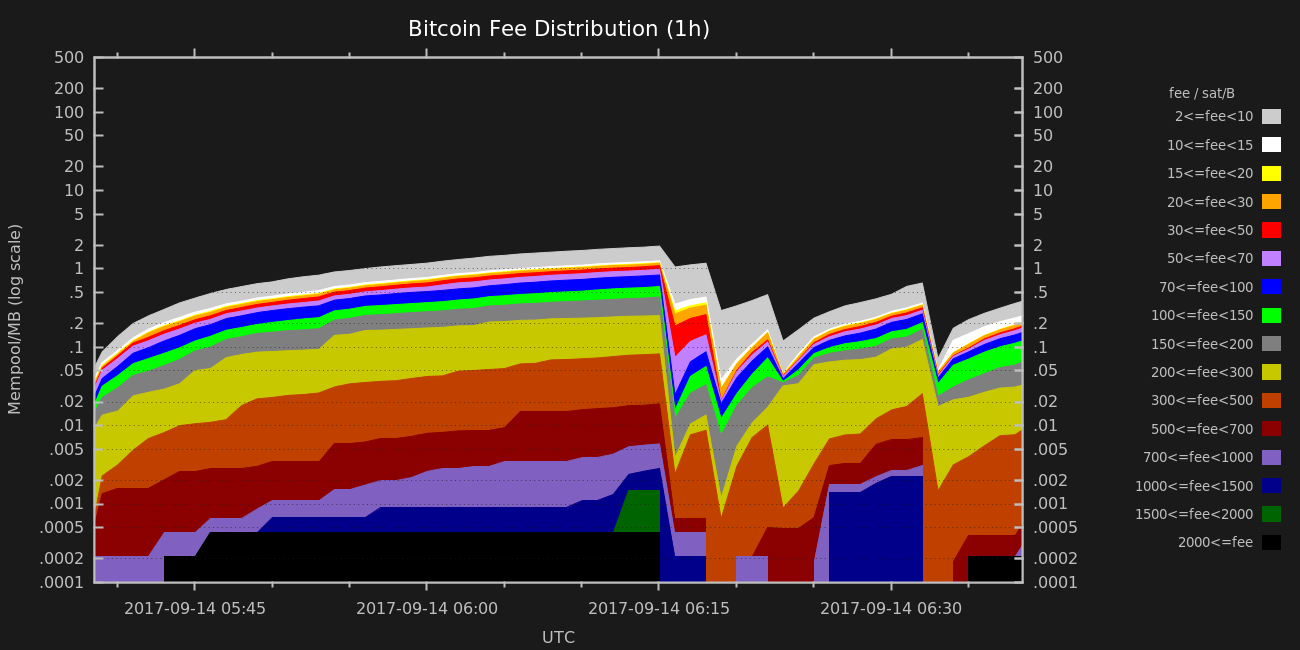 Bitcoin Fee Distribution (1h)
Mempool/MB (log scale)
500
200
100
50
20
10
5
2
1
.5
.2
.1
.05
.02
.01
.005
.002
.001
.0005
.0002
.0001
500
200
100
50
20
10
5
2
1
.5
.2
.1
.05
.02
.01
.005
.002
.001
.0005
.0002
.0001
2017-09-14 05:45
2017-09-14 06:00
2017-09-14 06:15
2017-09-14 06:30
UTC
fee / sat/B
2<=fee<10
10<=fee<15
15<=fee<20
20<=fee<30
30<=fee<50
50<=fee<70
70<=fee<100
100<=fee<150
150<=fee<200
200<=fee<300
300<=fee<500
500<=fee<700
700<=fee<1000
1000<=fee<1500
1500<=fee<2000
2000<=fee